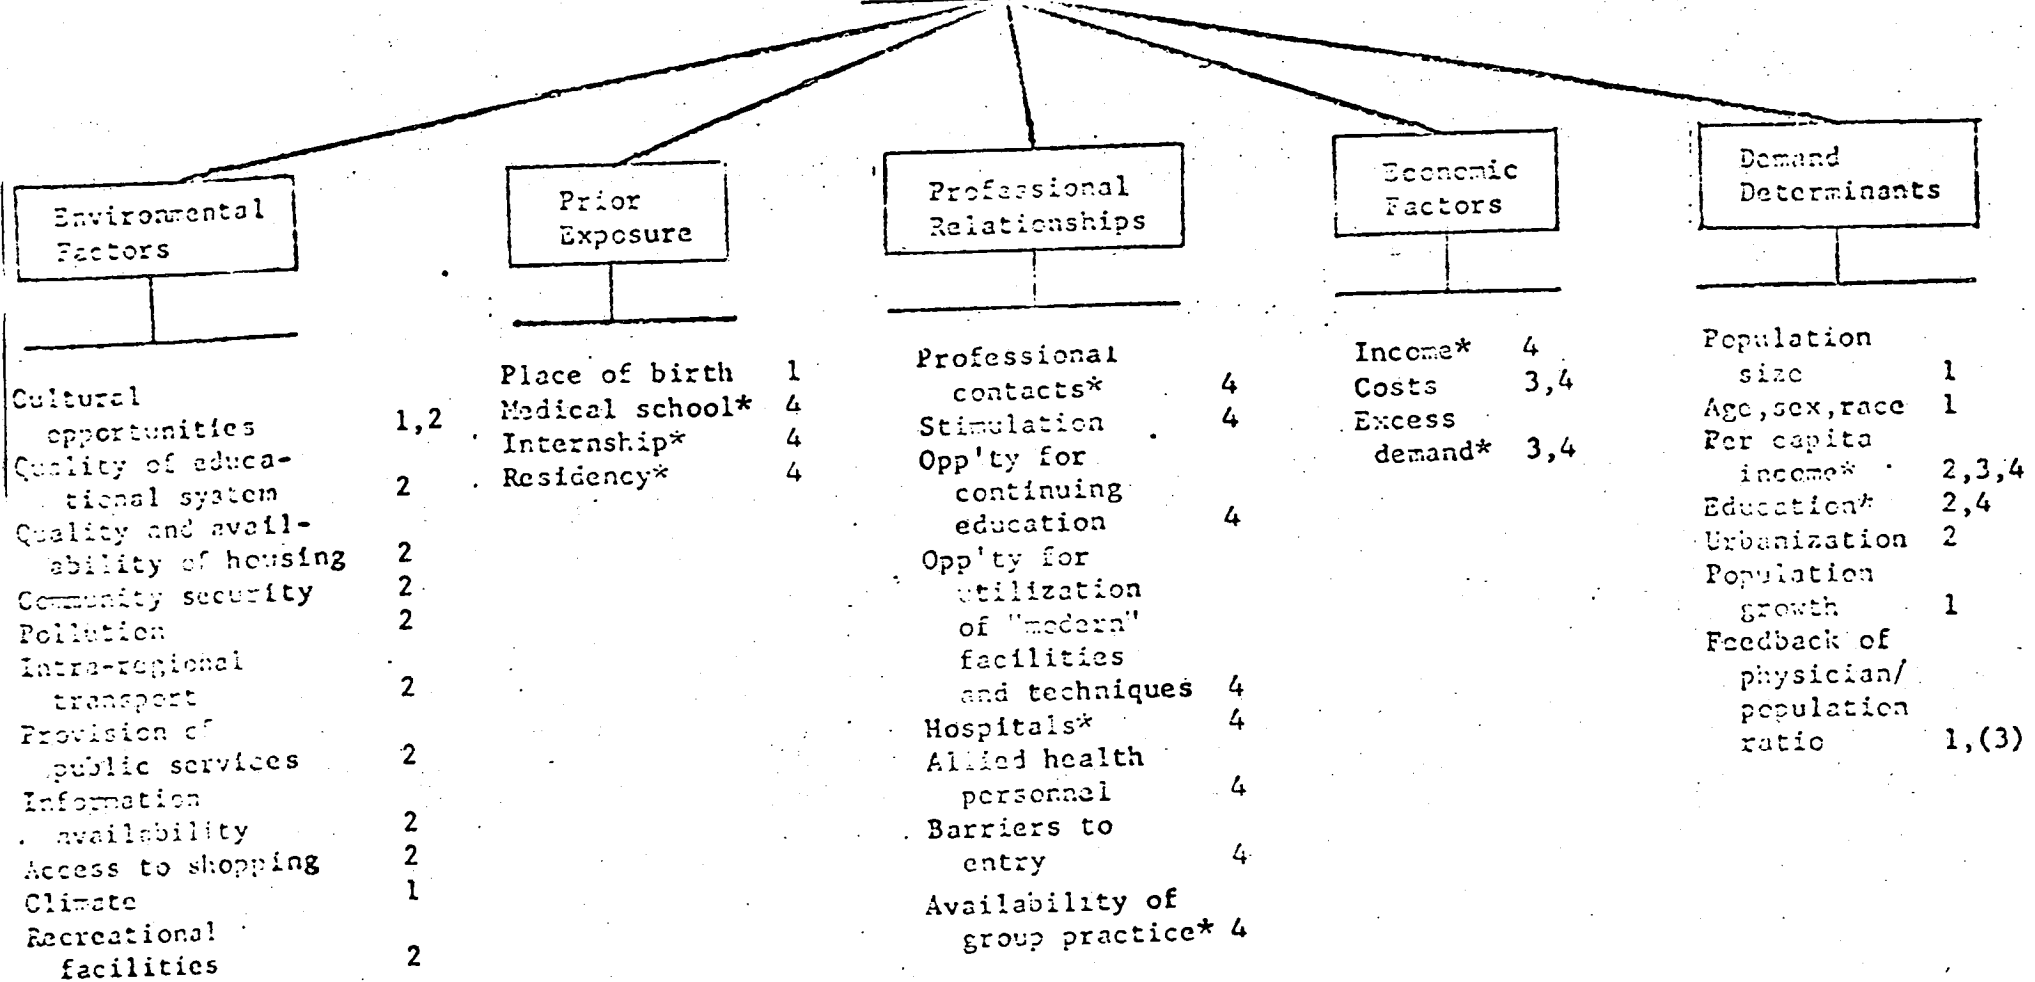 Environmental
Factors
Prior
Exposure
Professional
Relationships
Economic
Factors
Demand
Determinants
Cultural
opportunities 1,2
Quality of educa-
tional system 2
Quality and avail-
ability of housing 2
Community security 2
Pollution 2
Intra-regional
transport 2
Provision of
public services 2
Information
availability 2
Access to shopping 2
Climate 1
Recreational
facilities 2
Place of birth 1
Medical school* 4
Internship* 4
Residency* 4
Professional
contacts* 4
Stimulation 4
Opp'ty for
continuing
education 4
Opp'ty for
utilization
of "modern"
facilities
and techniques 4
Hospitals* 4
Allied health
personnel 4
Barriers to
entry 4
Availability of
group practice* 4
Income* 4
Costs 3,4
Excess
demand* 3,4
Population
size 1
Age,sex,race 1
Per capita
income* 2,3,4
Education* 2,4
Urbanization 2
Population
growth 1
Feedback of
physician/
population
ratio 1,(3)